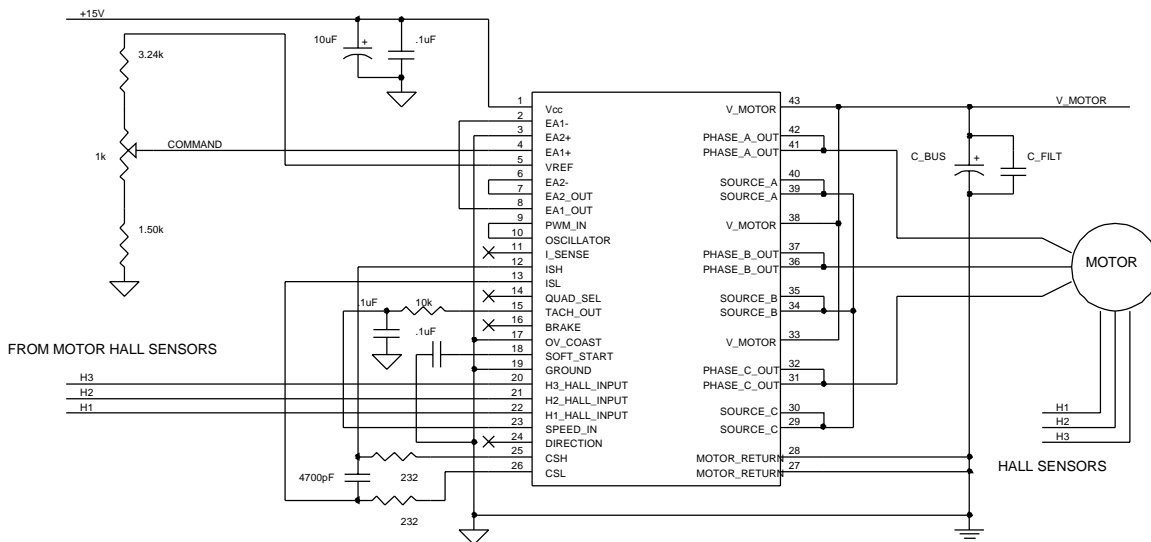 +15V
3.24k
1k
COMMAND
1.50k
10uF
+
.1uF
1
2
3
4
5
6
7
8
9
10
11
12
13
14
15
16
17
18
19
20
21
22
23
24
25
26
Vcc
EA1-
EA2+
EA1+
VREF
EA2-
EA2_OUT
EA1_OUT
PWM_IN
OSCILLATOR
I_SENSE
ISH
ISL
QUAD_SEL
TACH_OUT
BRAKE
OV_COAST
SOFT_START
GROUND
H3_HALL_INPUT
H2_HALL_INPUT
H1_HALL_INPUT
SPEED_IN
DIRECTION
CSH
CSL
V_MOTOR
PHASE_A_OUT
PHASE_A_OUT
SOURCE_A
SOURCE_A
V_MOTOR
PHASE_B_OUT
PHASE_B_OUT
SOURCE_B
SOURCE_B
V_MOTOR
PHASE_C_OUT
PHASE_C_OUT
SOURCE_C
SOURCE_C
MOTOR_RETURN
MOTOR_RETURN
43
42
41
40
39
38
37
36
35
34
33
32
31
30
29
28
27
.1uF
10k
.1uF
FROM MOTOR HALL SENSORS
H3
H2
H1
4700pF
232
232
V_MOTOR
C_BUS
+
C_FILT
MOTOR
H1
H2
H3
HALL SENSORS